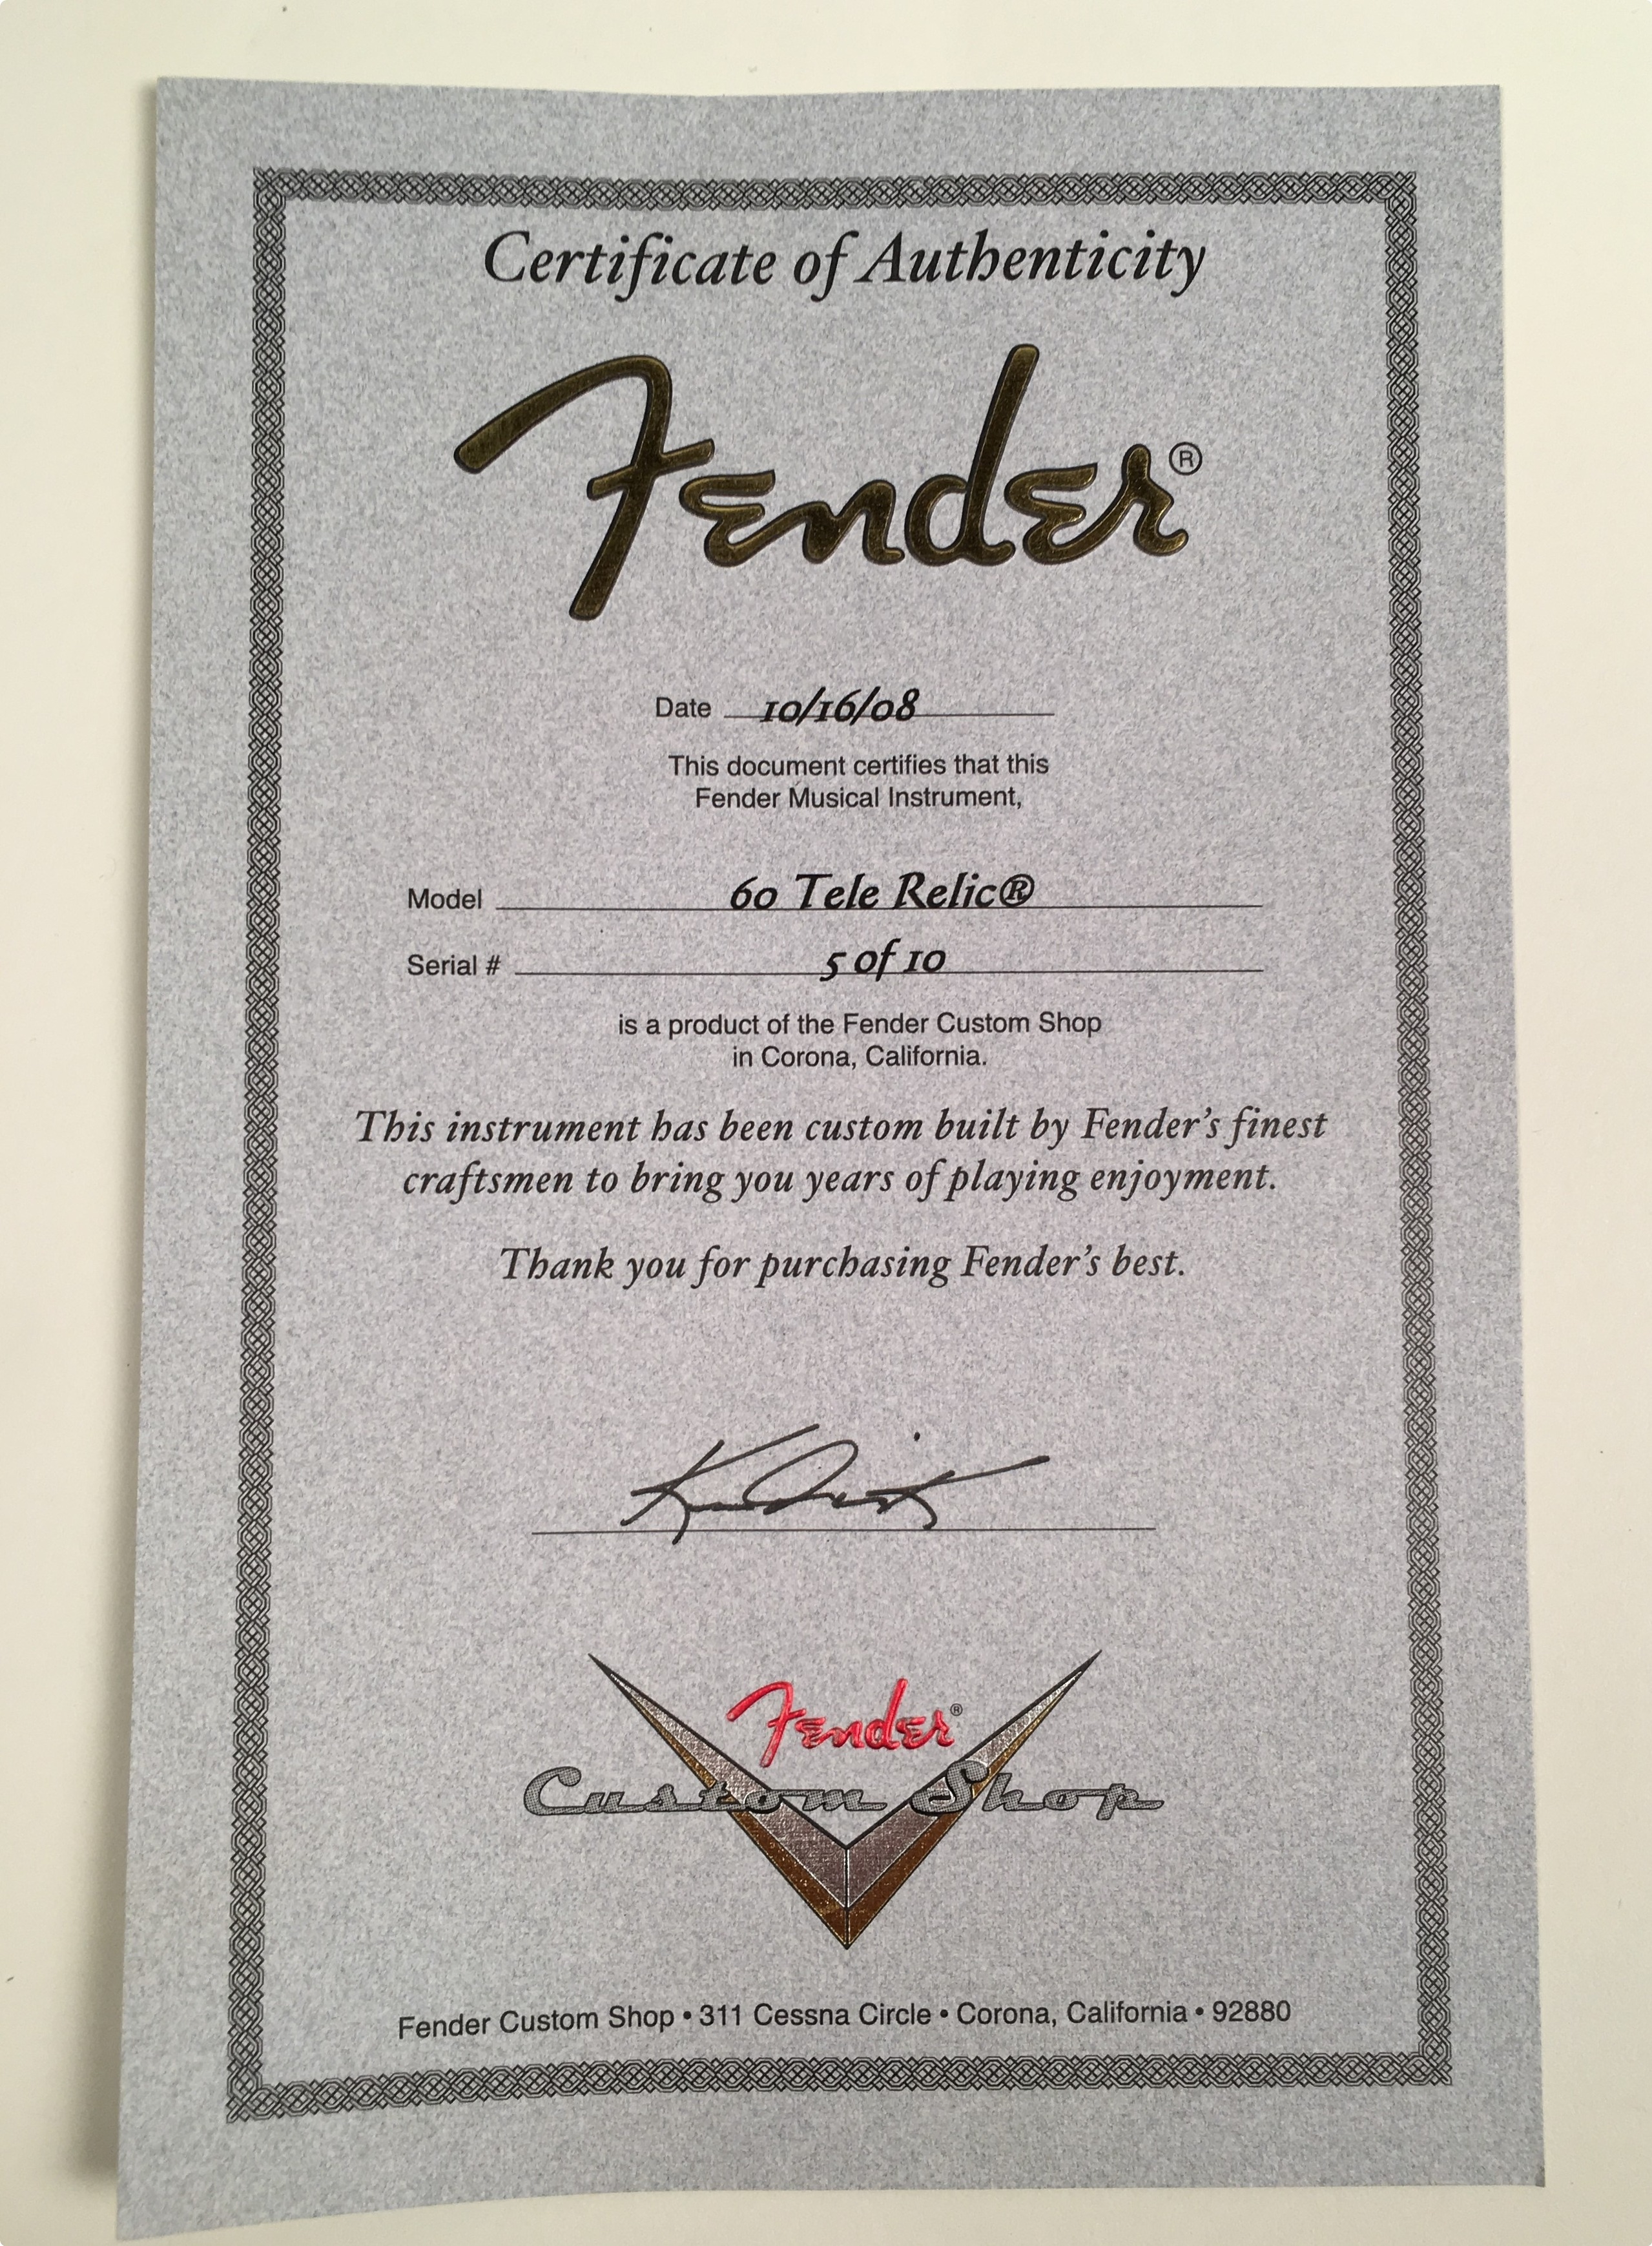 Certificate of Authenticity
Fender®
Date 10/16/08
This document certifies that this
Fender Musical Instrument,
Model 60 Tele Relic®
Serial # 5 of 10
is a product of the Fender Custom Shop
in Corona, California.
This instrument has been custom built by Fender's finest
craftsmen to bring you years of playing enjoyment.
Thank you for purchasing Fender's best.
Fender®
Custom Shop
Fender Custom Shop • 311 Cessna Circle • Corona, California • 92880